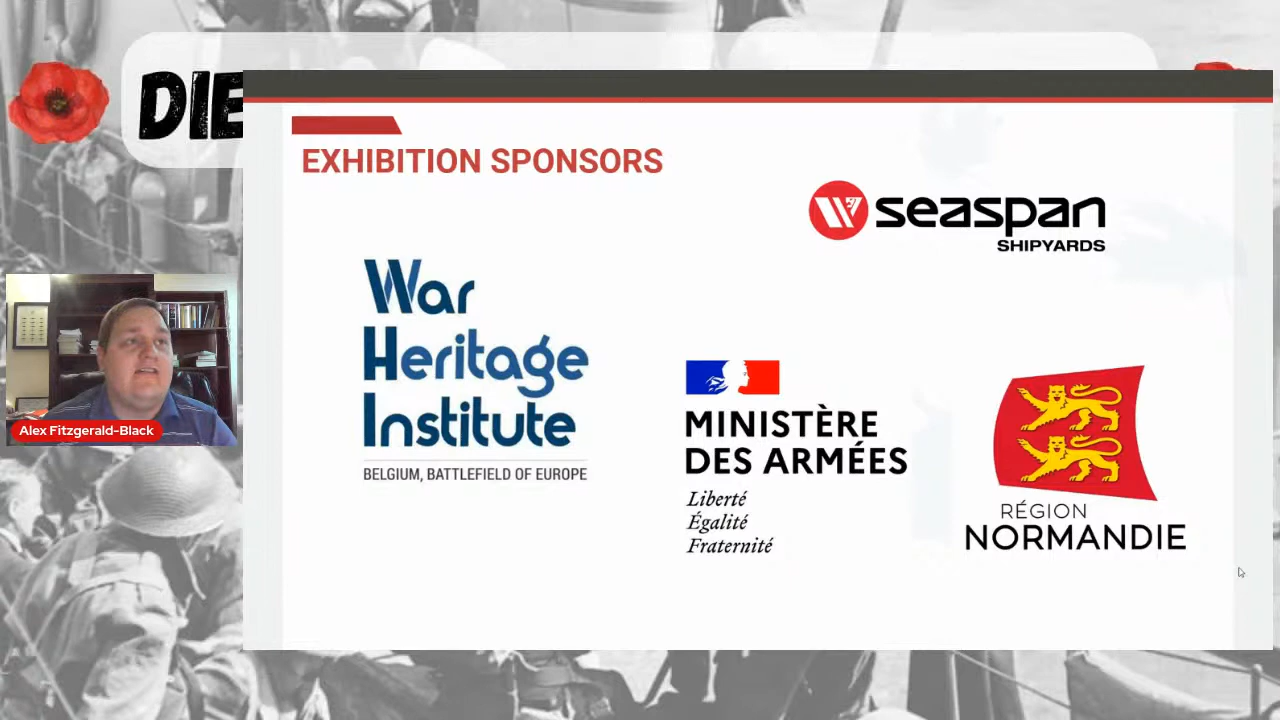 DIE
EXHIBITION SPONSORS
seaspan
SHIPYARDS
War
Heritage
Institute
BELGIUM, BATTLEFIELD OF EUROPE
MINISTÈRE
DES ARMÉES
Liberté
Égalité
Fraternité
RÉGION
NORMANDIE
Alex Fitzgerald-Black